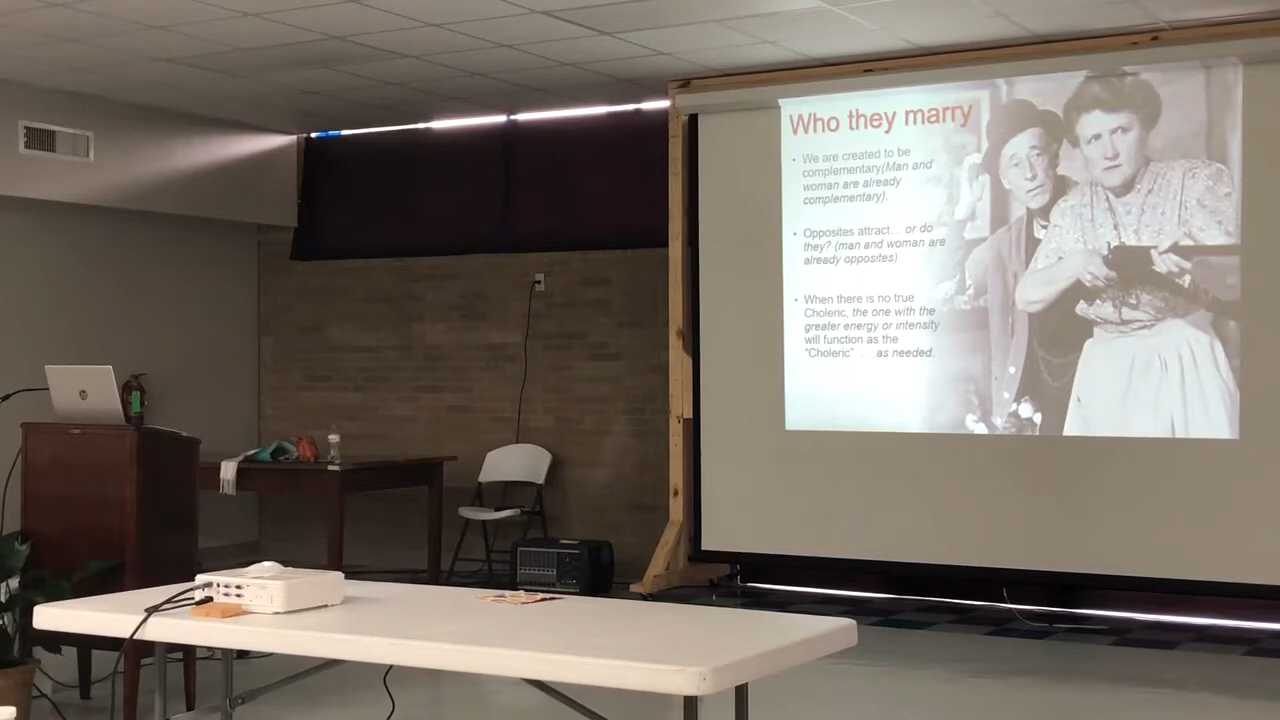 Who they marry
• We are created to be
complementary(Man and
woman are already
complementary).
• Opposites attract… or do
they? (man and woman are
already opposites)
• When there is no true
Choleric, the one with the
greater energy or intensity
will function as the
"Choleric" . . .as needed.
hp